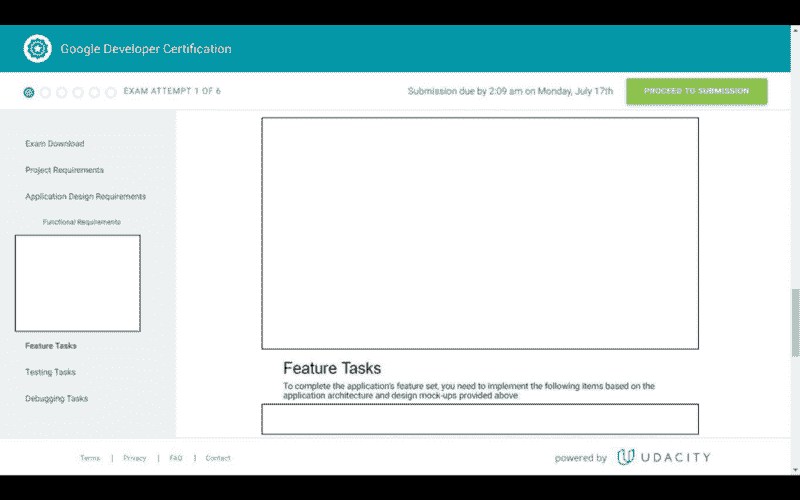 Google Developer Certification
EXAM ATTEMPT 1 OF 6
Submission due by 2:09 am on Monday, July 17th
PROCEED TO SUBMISSION
Exam Download
Project Requirements
Application Design Requirements
Functional Requirements
Feature Tasks
Testing Tasks
Debugging Tasks
Feature Tasks
To complete the application's feature set, you need to implement the following items based on the
application architecture and design mock-ups provided above.
Terms | Privacy | FAQ | Contact
powered by UDACITY